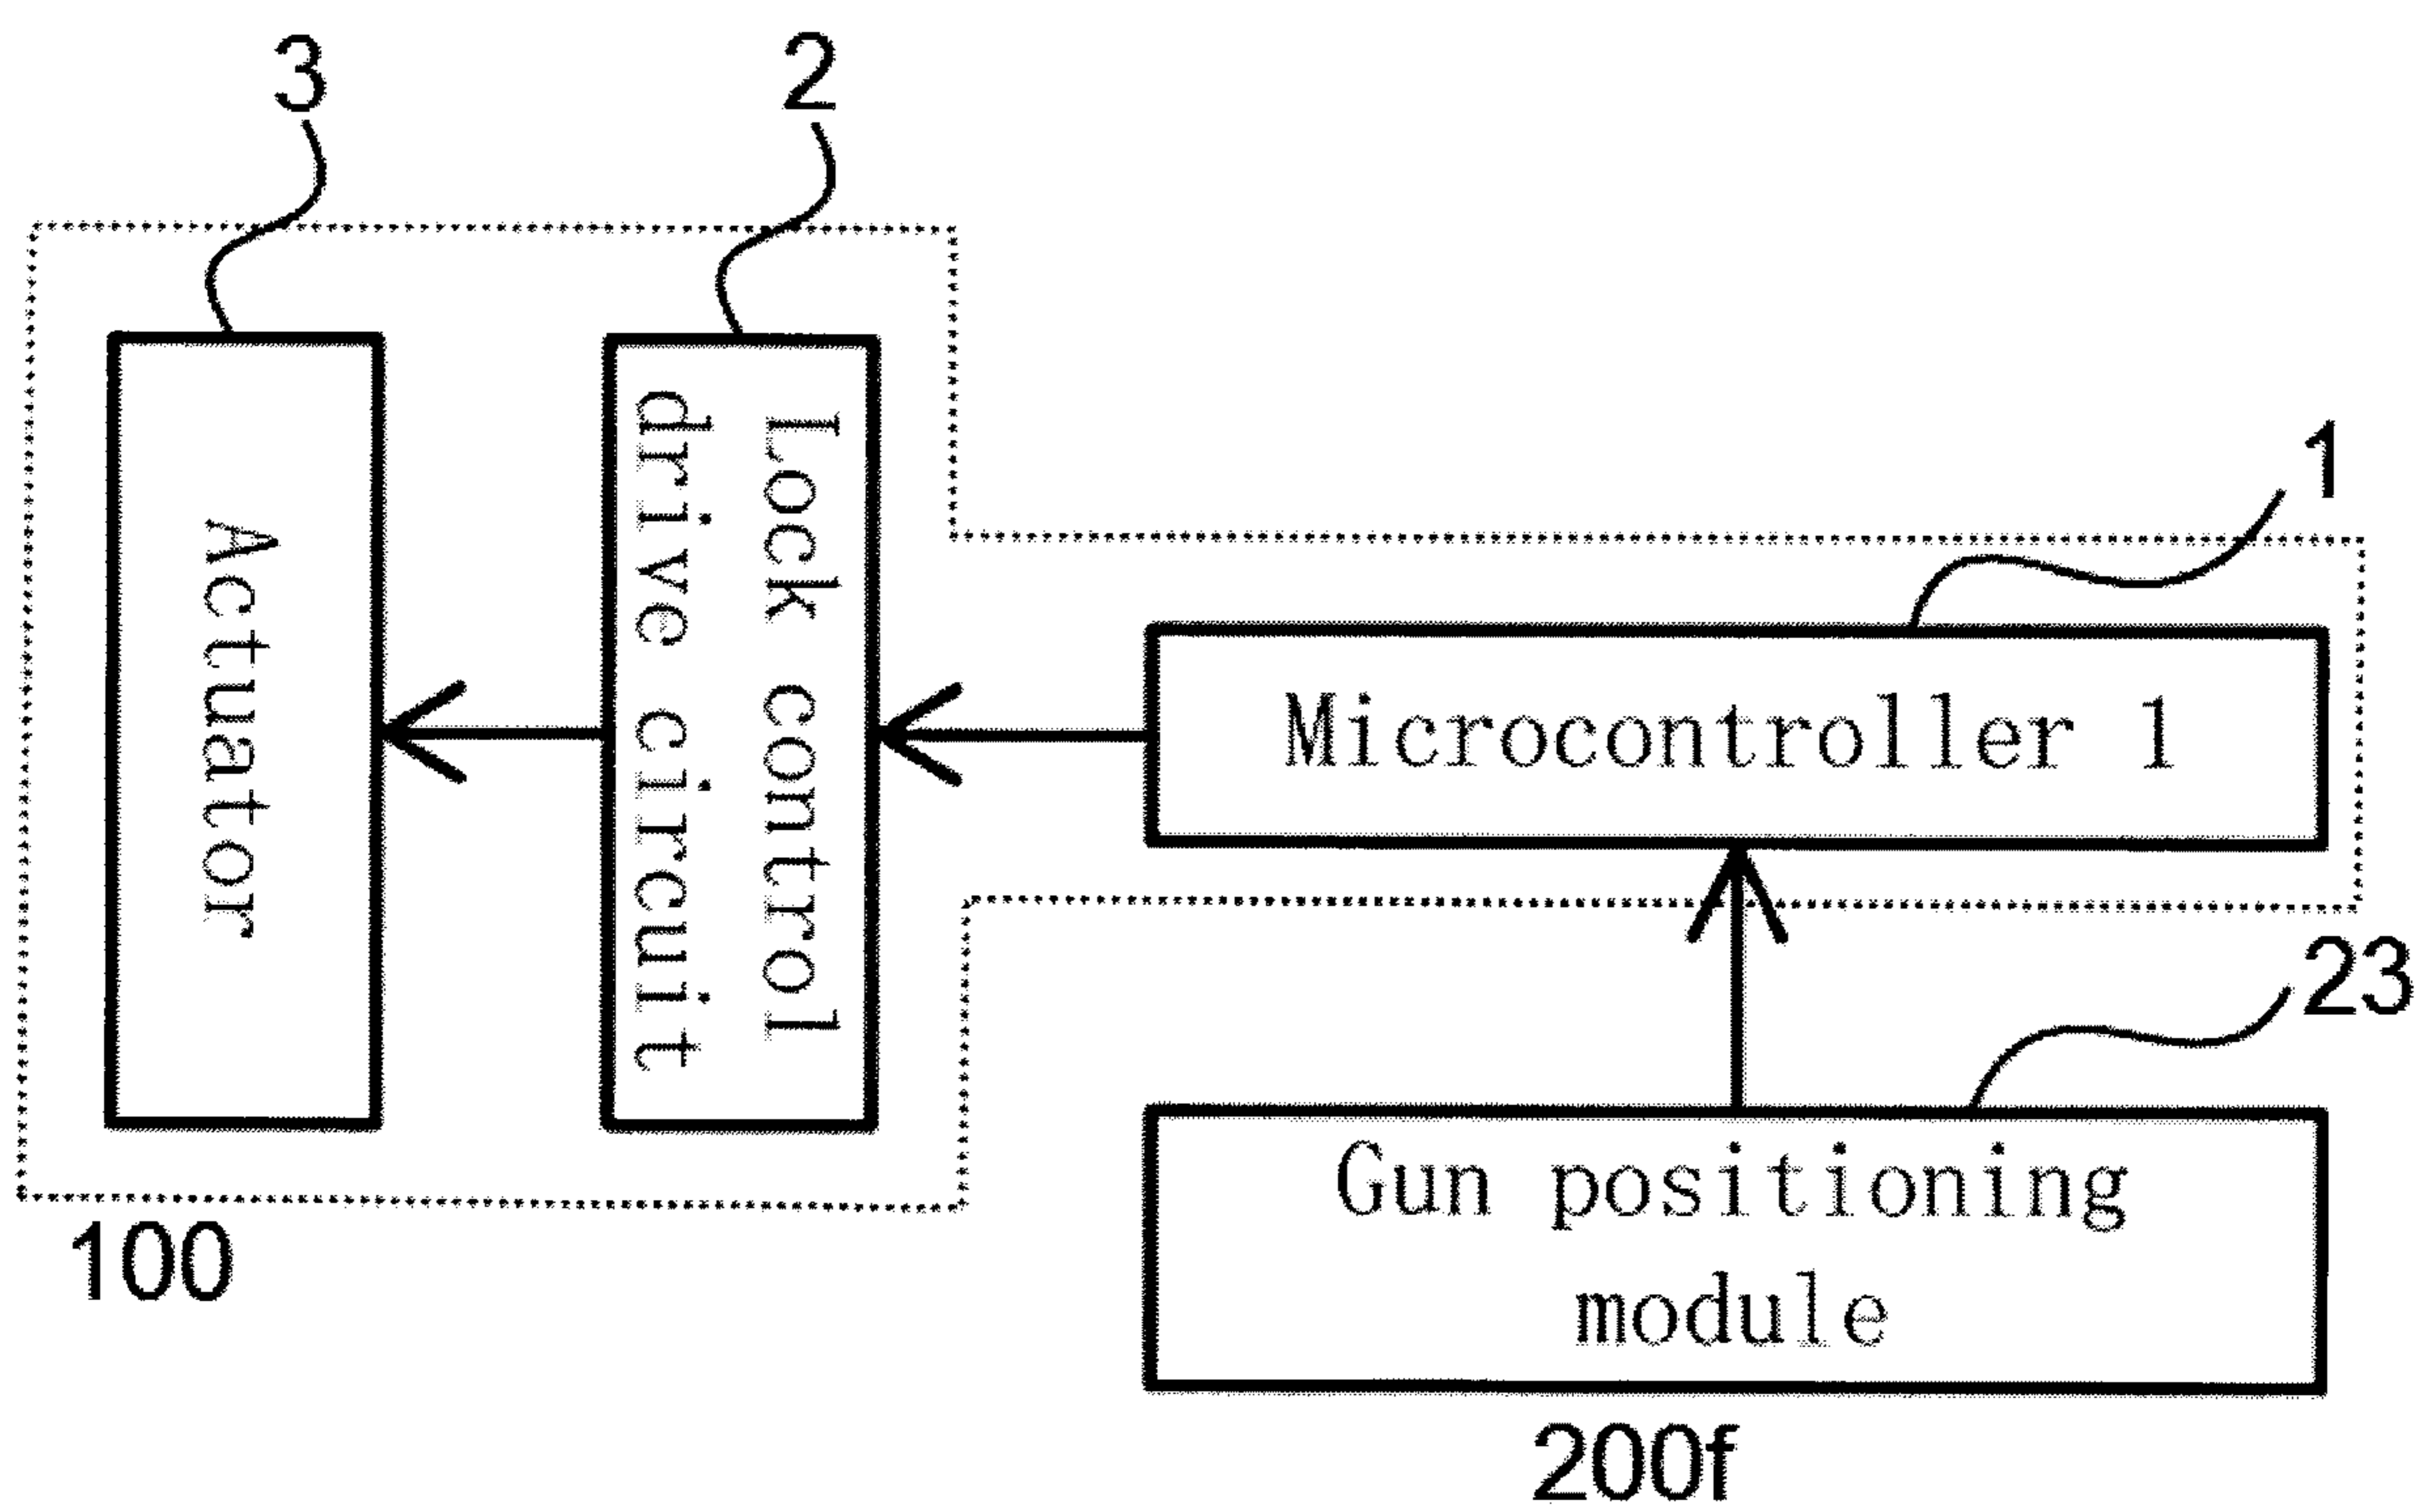 3
2
1
Actuator
Lock control
drive circuit
Microcontroller 1
23
Gun positioning
module
100
200f